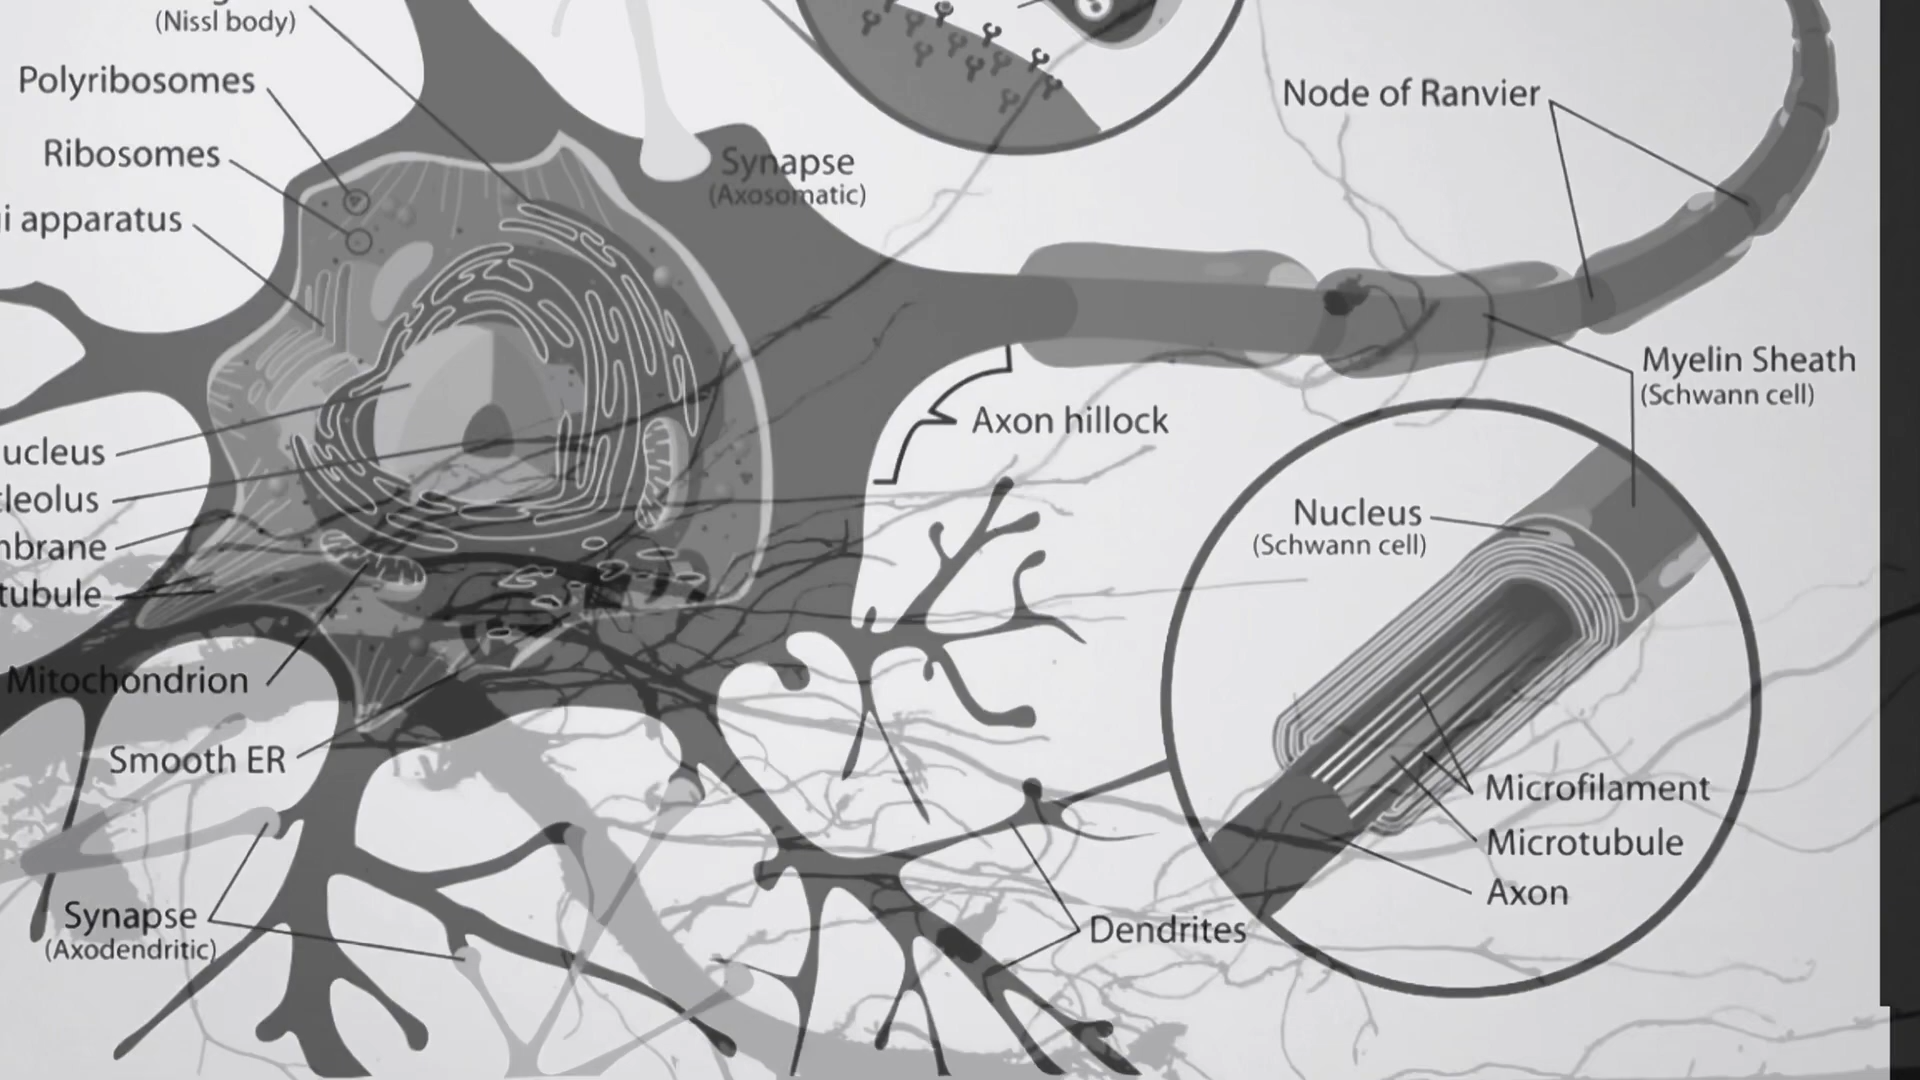 (Nissl body)
Polyribosomes
Ribosomes
i apparatus
ucleus
leolus
mbrane
tubule
Mitochondrion
Smooth ER
Synapse
(Axodendritic)
Synapse
(Axosomatic)
Axon hillock
Dendrites
Node of Ranvier
Myelin Sheath
(Schwann cell)
Nucleus
(Schwann cell)
Microfilament
Microtubule
Axon